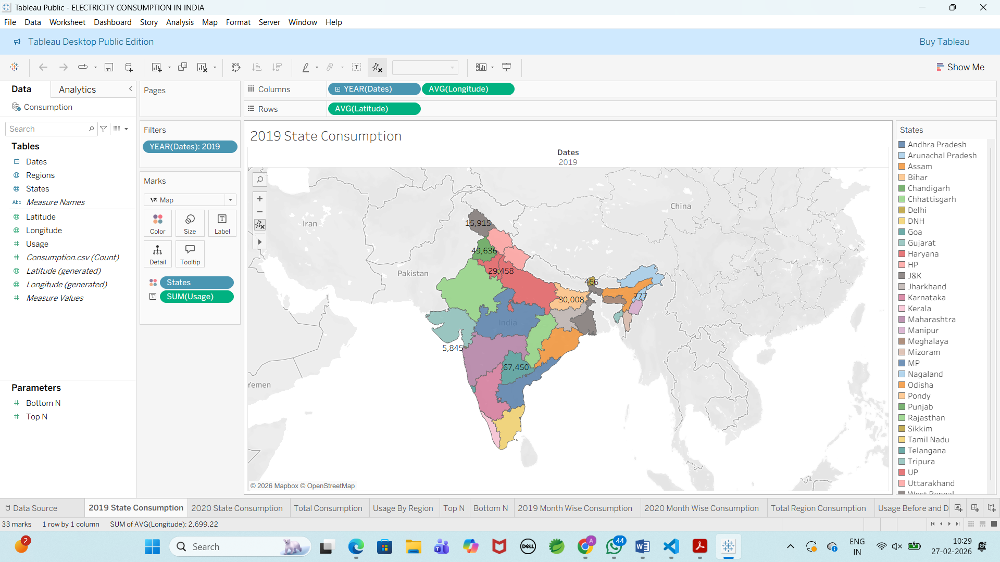 Tableau Public - ELECTRICITY CONSUMPTION IN INDIA
File Data Worksheet Dashboard Story Analysis Map Format Server Window Help
Tableau Desktop Public Edition
Buy Tableau
Show Me
Data
Analytics
Consumption
Search
Tables
Dates
Regions
States
Abc Measure Names
Latitude
Longitude
Usage
Consumption.csv (Count)
Latitude (generated)
Longitude (generated)
Measure Values
Parameters
Bottom N
Top N
Pages
Filters
YEAR(Dates): 2019
Marks
Map
Color
Size
Label
Detail
Tooltip
States
SUM(Usage)
Columns
YEAR(Dates)
AVG(Longitude)
Rows
AVG(Latitude)
2019 State Consumption
Dates
2019
Iran
China
Pakistan
India
Yemen
15,915
49,636
29,458
466
777
30,008
5,845
67,450
© 2026 Mapbox © OpenStreetMap
States
Andhra Pradesh
Arunachal Pradesh
Assam
Bihar
Chandigarh
Chhattisgarh
Delhi
DNH
Goa
Gujarat
Haryana
HP
J&K
Jharkhand
Karnataka
Kerala
Maharashtra
Manipur
Meghalaya
Mizoram
MP
Nagaland
Odisha
Pondy
Punjab
Rajasthan
Sikkim
Tamil Nadu
Telangana
Tripura
UP
Uttarakhand
West Bengal
Data Source
2019 State Consumption
2020 State Consumption
Total Consumption
Usage By Region
Top N
Bottom N
2019 Month Wise Consumption
2020 Month Wise Consumption
Total Region Consumption
Usage Before and D
33 marks 1 row by 1 column SUM of AVG(Longitude): 2,699.22
2
Search
DELL
A
44
ENG
IN
10:29
27-02-2026